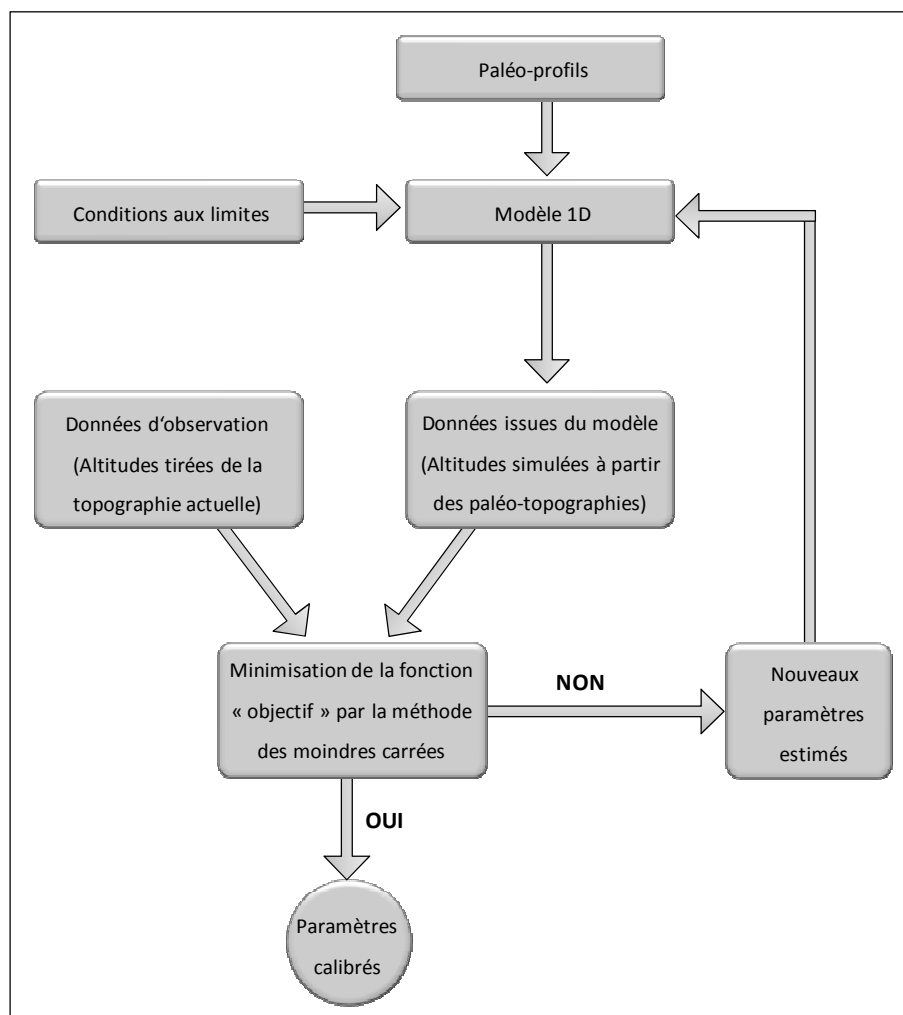 Paléo-profils
Conditions aux limites
Modèle 1D
Données d‘observation
(Altitudes tirées de la
topographie actuelle)
Données issues du modèle
(Altitudes simulées à partir
des paléo-topographies)
Minimisation de la fonction
« objectif » par la méthode
des moindres carrées
NON
Nouveaux
paramètres
estimés
OUI
Paramètres
calibrés